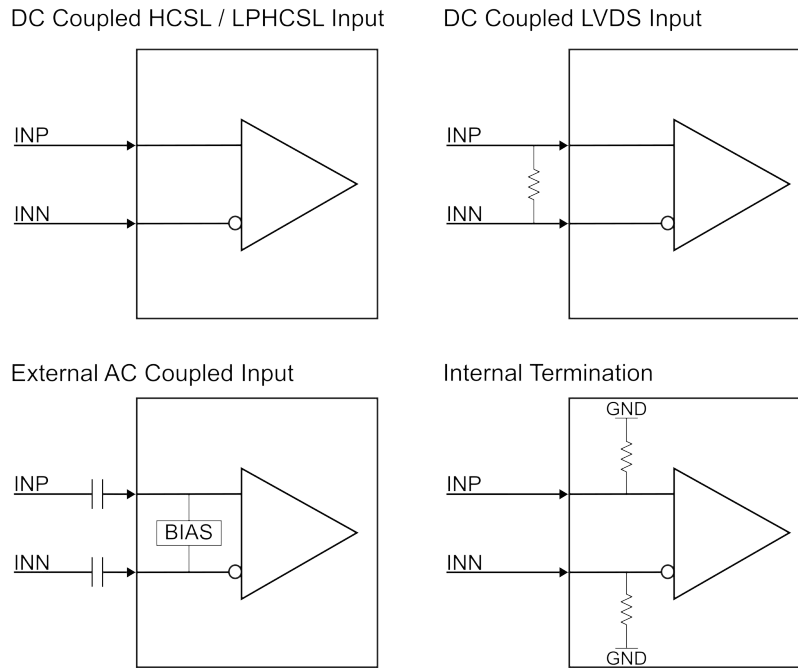 DC Coupled HCSL / LPHCSL Input
INP
INN
DC Coupled LVDS Input
INP
INN
External AC Coupled Input
INP
BIAS
INN
Internal Termination
GND
INP
INN
GND